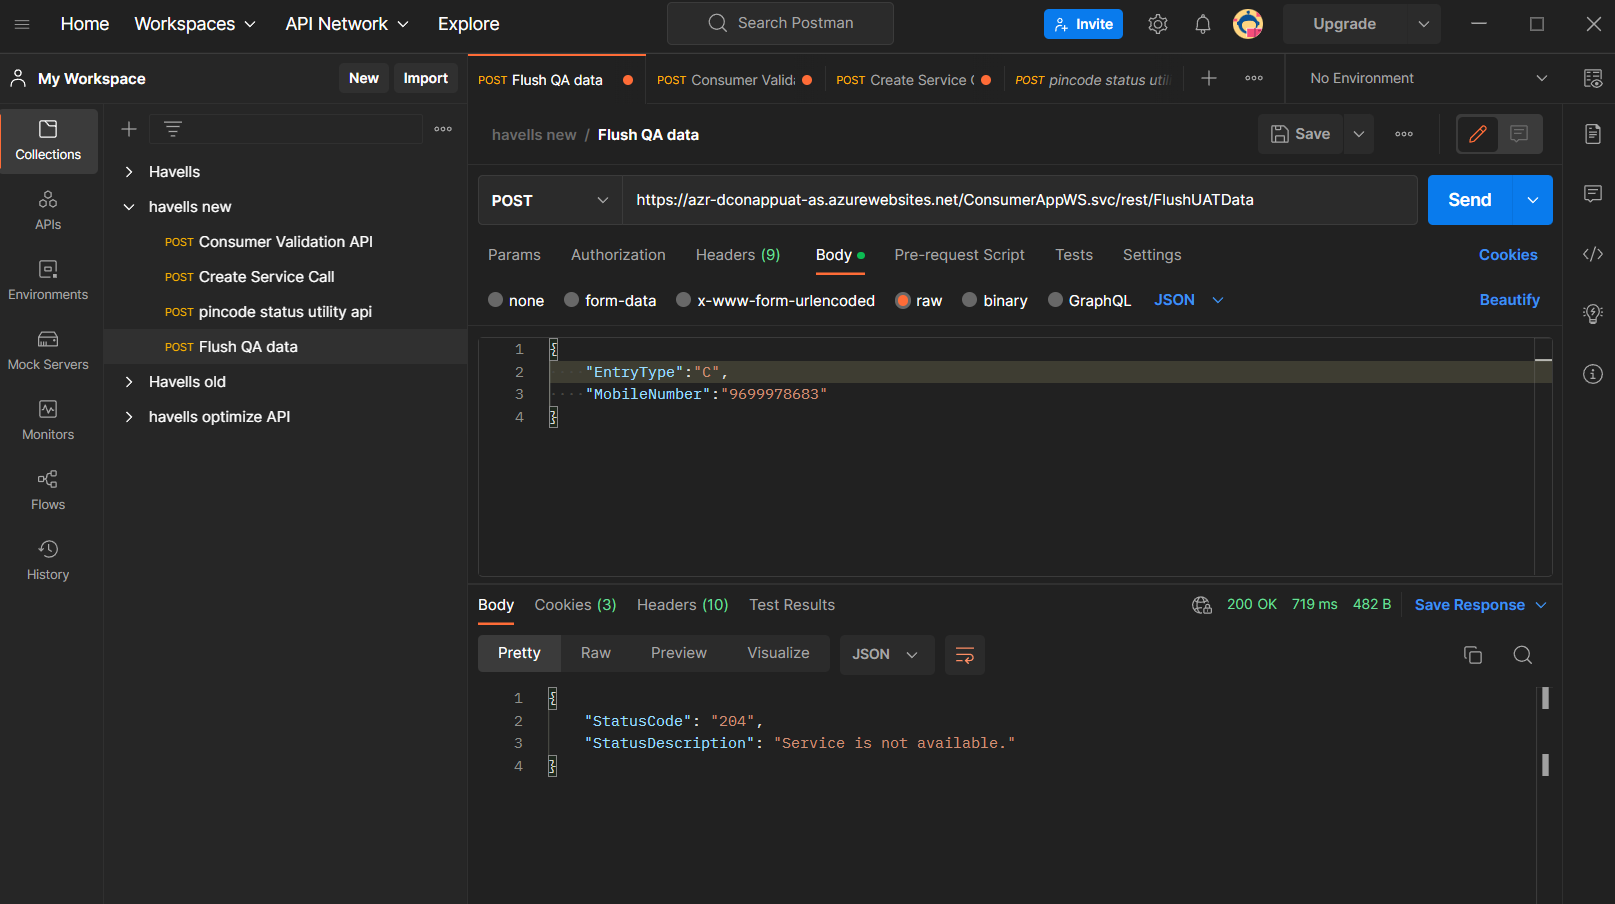 Home Workspaces API Network Explore Search Postman Invite Upgrade
My Workspace New Import
POST Flush QA data POST Consumer Valid POST Create Service POST pincode status util No Environment
Collections
APIs
Environments
Mock Servers
Monitors
Flows
History
Havells
havells new
POST Consumer Validation API
POST Create Service Call
POST pincode status utility api
POST Flush QA data
Havells old
havells optimize API
havells new / Flush QA data Save
POST https://azr-dconappuat-as.azurewebsites.net/ConsumerAppWS.svc/rest/FlushUATData Send
Params Authorization Headers (9) Body Pre-request Script Tests Settings Cookies
none form-data x-www-form-urlencoded raw binary GraphQL JSON Beautify
1 {
2 "EntryType":"C",
3 "MobileNumber":"9699978683"
4 }
Body Cookies (3) Headers (10) Test Results 200 OK 719 ms 482 B Save Response
Pretty Raw Preview Visualize JSON
1 {
2 "StatusCode": "204",
3 "StatusDescription": "Service is not available."
4 }